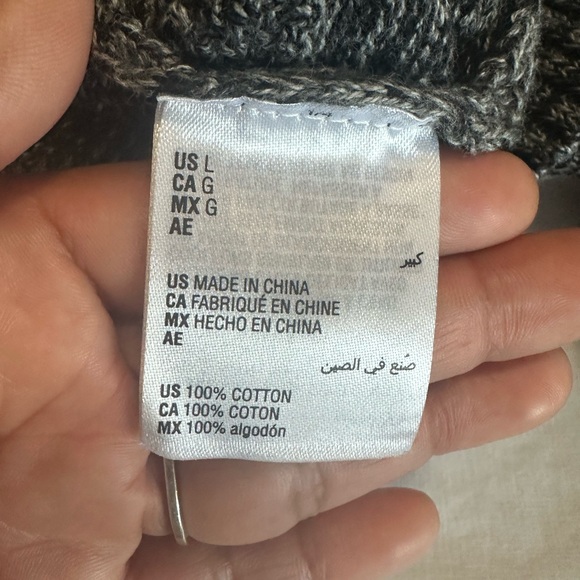 US L
CA G
MX G
AE
كبير
US MADE IN CHINA
CA FABRIQUÉ EN CHINE
MX HECHO EN CHINA
AE
صُنع في الصين
US 100% COTTON
CA 100% COTON
MX 100% algodón